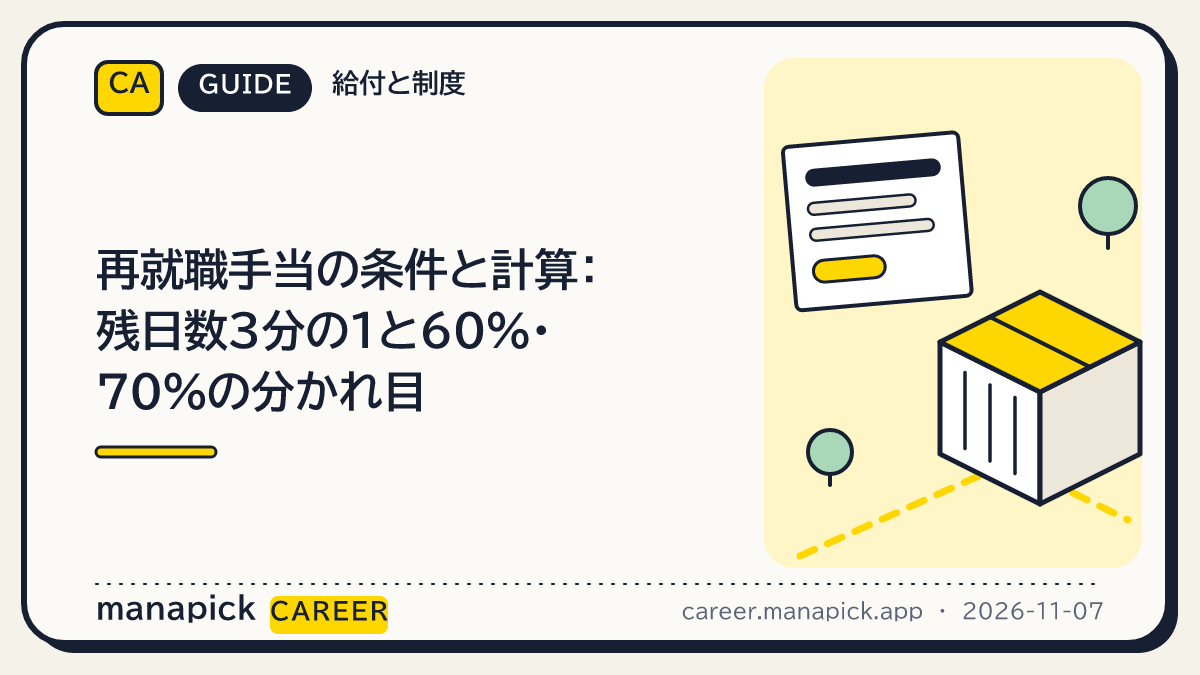 CA GUIDE 給付と制度
再就職手当の条件と計算：
残日数3分の1と60%・
70%の分かれ目
manapick CAREER
career.manapick.app ・ 2026-11-07